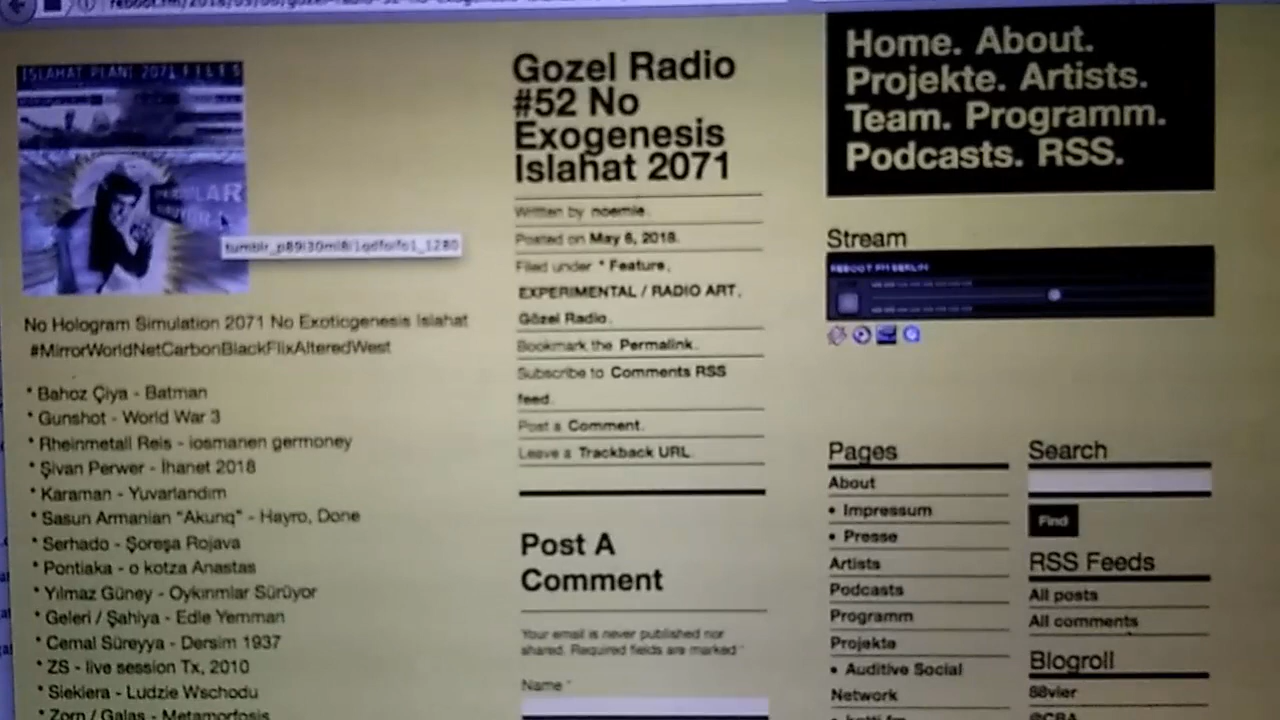 ISLAHAT PLANI 2071 FILES
No Hologram Simulation 2071 No Exoticgenesis Islahat
#MirrorWorldNetCarbonBlackFlixAlteredWest
* Bahoz Çiya - Batman
* Gunshot - World War 3
* Rheinmetall Reis - iosmanen germoney
* Şivan Perwer - İhanet 2018
* Karaman - Yuvarlandım
* Sasun Armanian "Akunq" - Hayro, Done
* Serhado - Şoreşa Rojava
* Pontiaka - o kotza Anastas
* Yılmaz Güney - Oykınmlar Sürüyor
* Geleri / Şahiya - Edle Yemman
* Cemal Süreyya - Dersim 1937
* ZS - live session Tx, 2010
* Siekiera - Ludzie Wschodu
* Zorn / Galas - Metamorfosis
Gozel Radio
#52 No
Exogenesis
Islahat 2071
Written by noemie.
Posted on May 6, 2018.
Filed under * Feature,
EXPERIMENTAL / RADIO ART,
Gözel Radio.
Bookmark the Permalink.
Subscribe to Comments RSS
feed.
Post a Comment.
Leave a Trackback URL.
Post A
Comment
Your email is never published nor
shared. Required fields are marked *
Name *
Home. About.
Projekte. Artists.
Team. Programm.
Podcasts. RSS.
Stream
REBOOT FM BERLIN
Pages
About
• Impressum
• Presse
Artists
Podcasts
Programm
Projekte
• Auditive Social
Network
Search
Find
RSS Feeds
All posts
All comments
Blogroll
88vier
@CBA